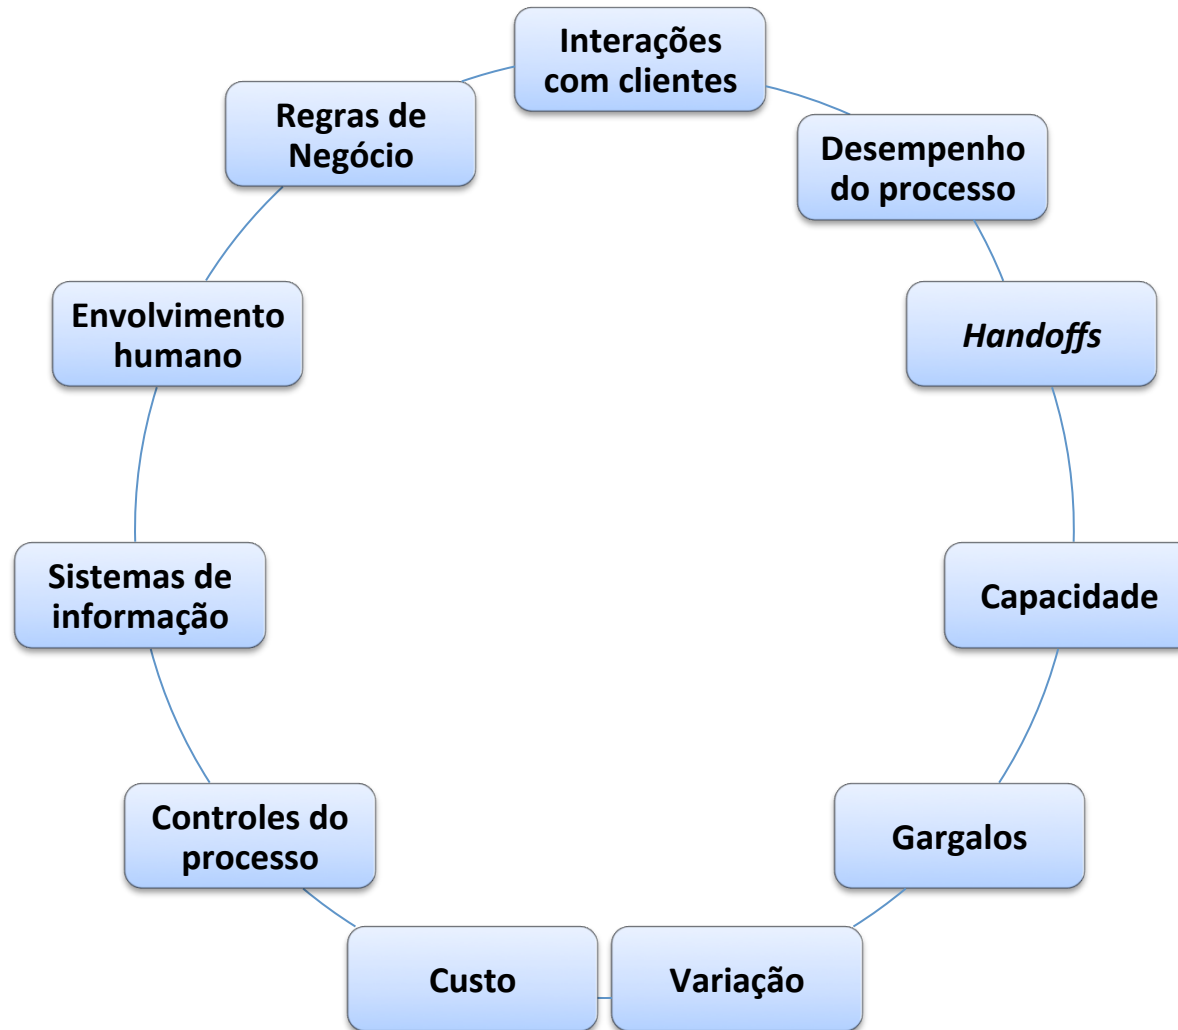 Interações
com clientes
Desempenho
do processo
Handoffs
Capacidade
Gargalos
Variação
Custo
Controles do
processo
Sistemas de
informação
Envolvimento
humano
Regras de
Negócio